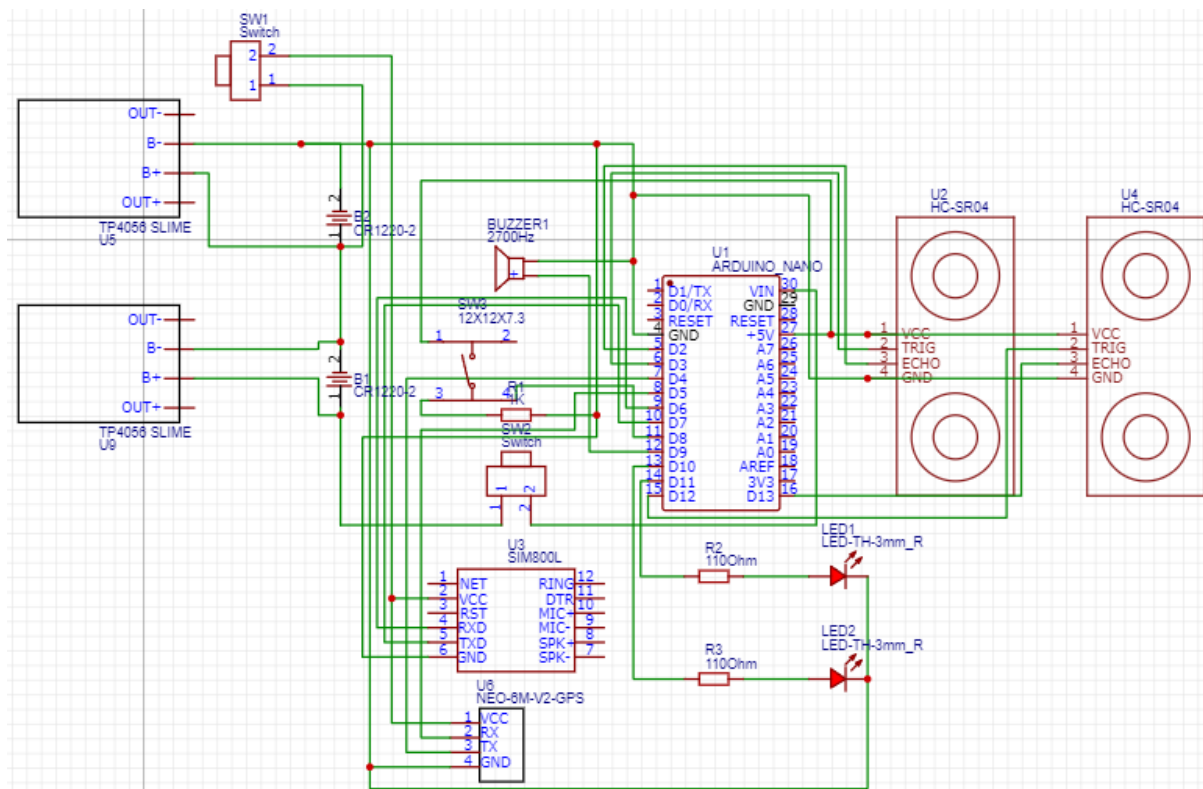 SW1
Switch
2 2
1 1
OUT-
B-
B+
OUT+
TP4056 SLIME
U5
2
B2
CR1220-2
1
OUT-
B-
B+
OUT+
TP4056 SLIME
U9
2
B1
CR1220-2
1
BUZZER1
2700Hz
+
SW3
12X12X7.3
1 2
3 4
R1
1K
SW2
Switch
1 2
1 2
U1
ARDUINO_NANO
1 D1/TX VIN 30
2 D0/RX GND 29
3 RESET RESET 28
4 GND +5V 27
5 D2 A7 26
6 D3 A6 25
7 D4 A5 24
8 D5 A4 23
9 D6 A3 22
10 D7 A2 21
11 D8 A1 20
12 D9 A0 19
13 D10 AREF 18
14 D11 3V3 17
15 D12 D13 16
U2
HC-SR04
1 VCC
2 TRIG
3 ECHO
4 GND
U4
HC-SR04
1 VCC
2 TRIG
3 ECHO
4 GND
U3
SIM800L
1 NET RING 12
2 VCC DTR 11
3 RST MIC+ 10
4 RXD MIC- 9
5 TXD SPK+ 8
6 GND SPK- 7
R2
110Ohm
LED1
LED-TH-3mm_R
R3
110Ohm
LED2
LED-TH-3mm_R
U6
NEO-6M-V2-GPS
1 VCC
2 RX
3 TX
4 GND